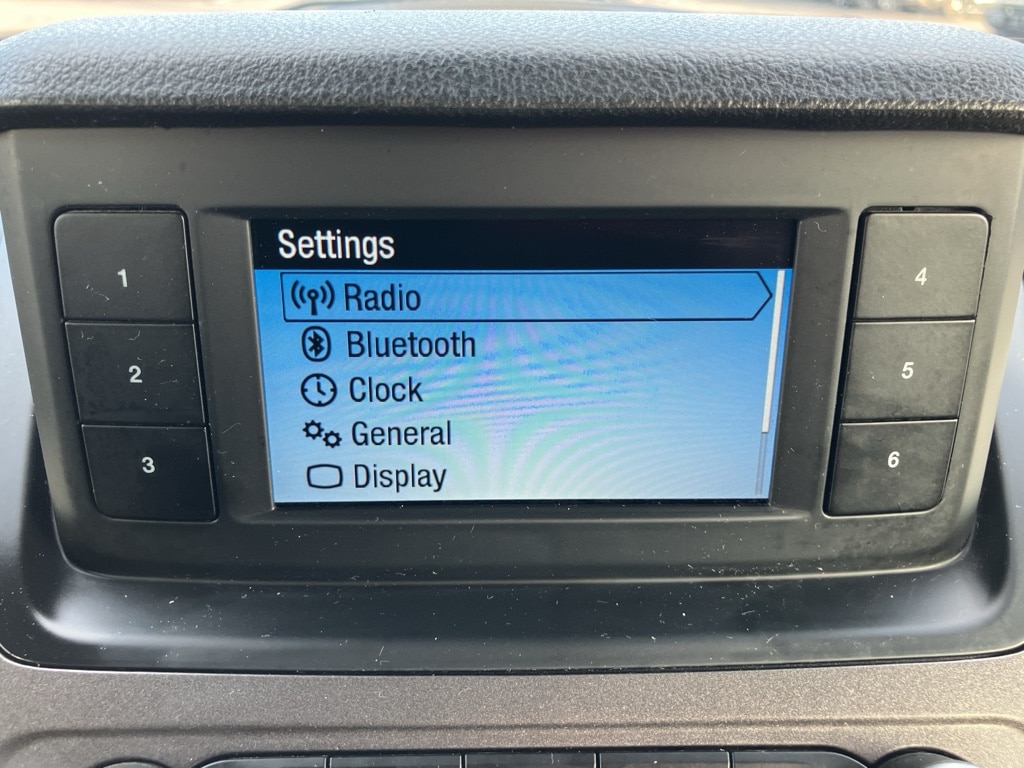 Settings
Radio
Bluetooth
Clock
General
Display
1
2
3
4
5
6